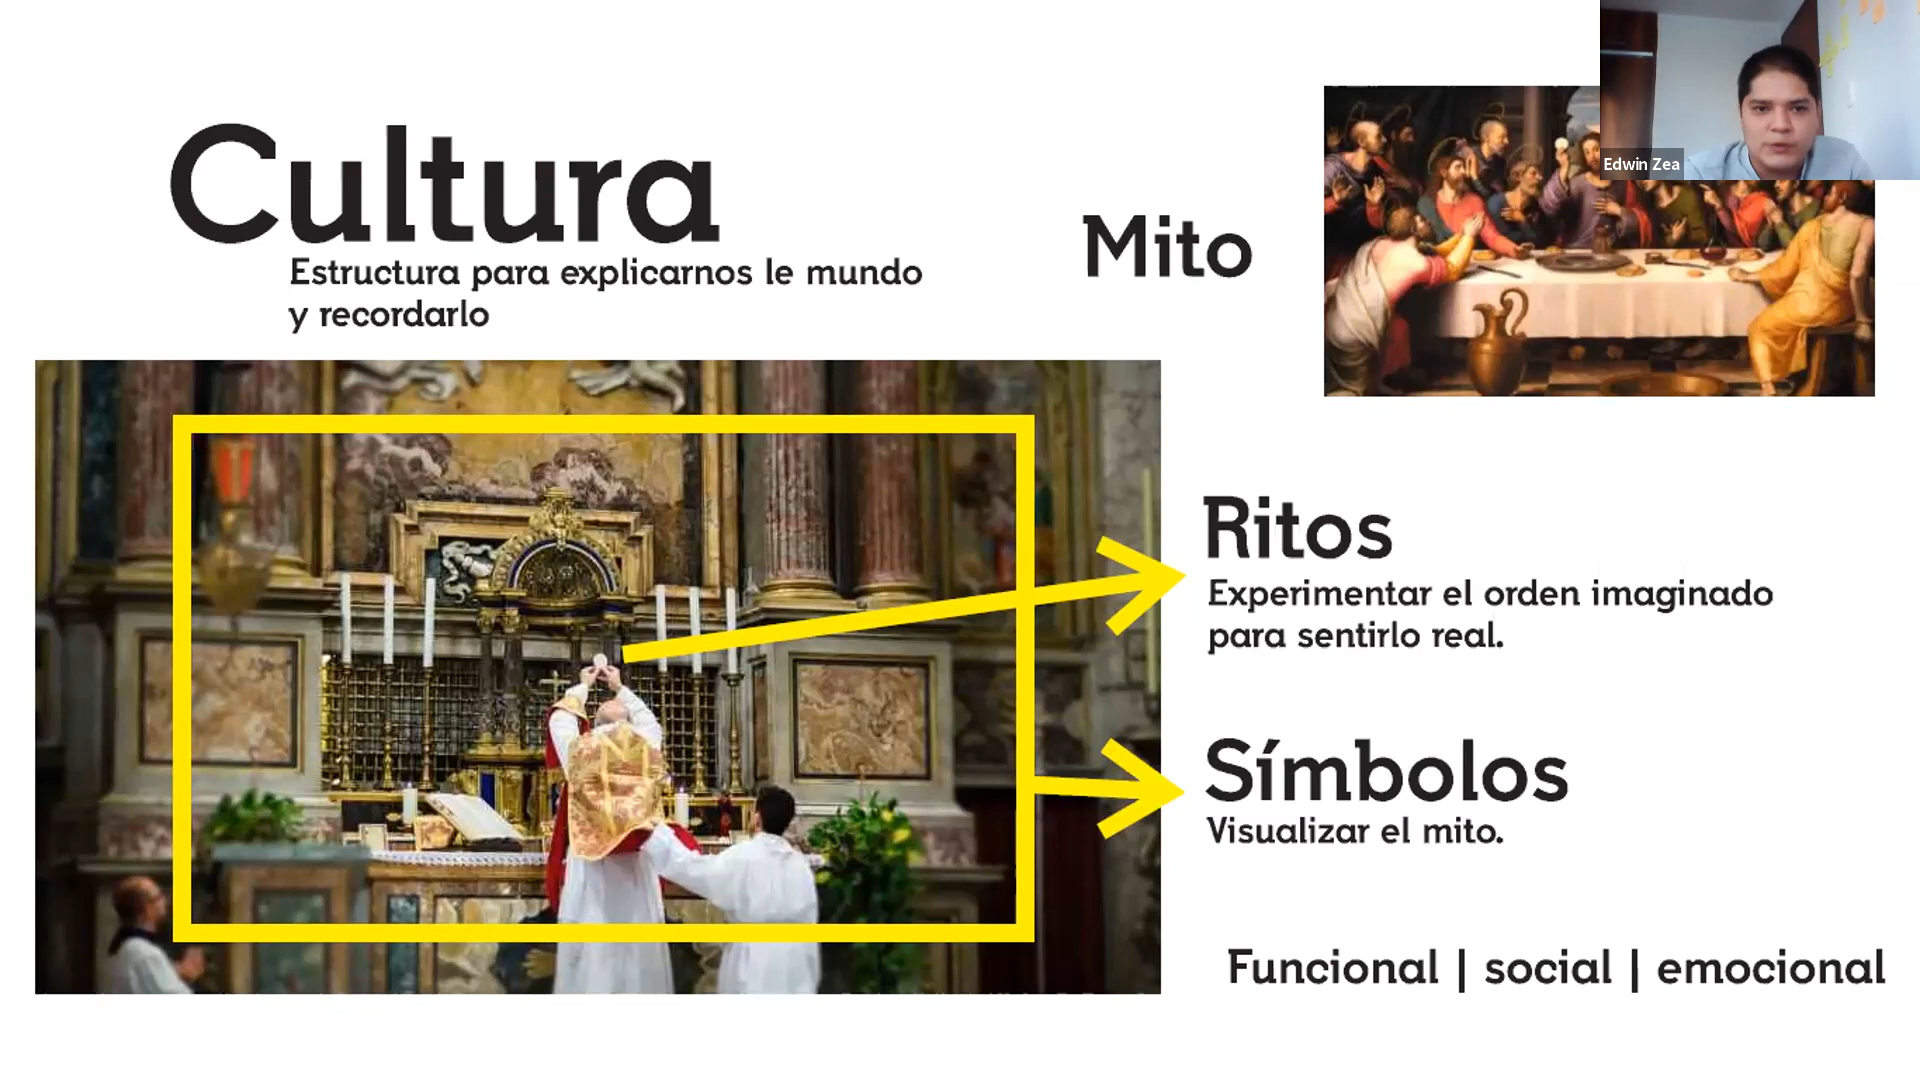 Edwin Zea
Cultura
Estructura para explicarnos le mundo
y recordarlo
Mito
Ritos
Experimentar el orden imaginado
para sentirlo real.
Símbolos
Visualizar el mito.
Funcional | social | emocional